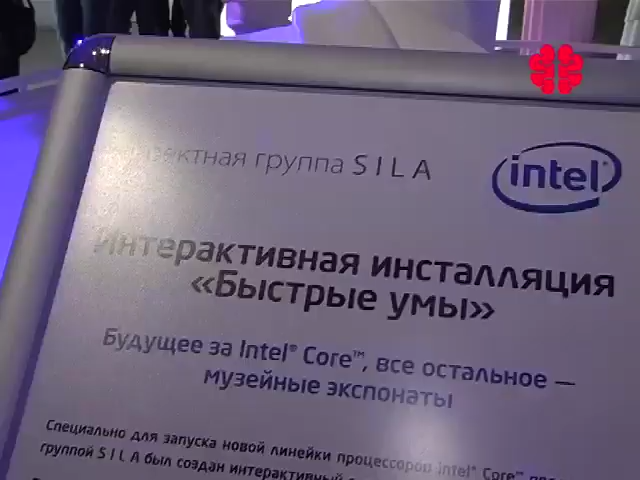 проектная группа SILA
intel®
Интерактивная инсталляция
«Быстрые умы»
Будущее за Intel® Core™, все остальное —
музейные экспонаты
Специально для запуска новой линейки процессоров Intel® Core™
группой SILA был создан интерактивный